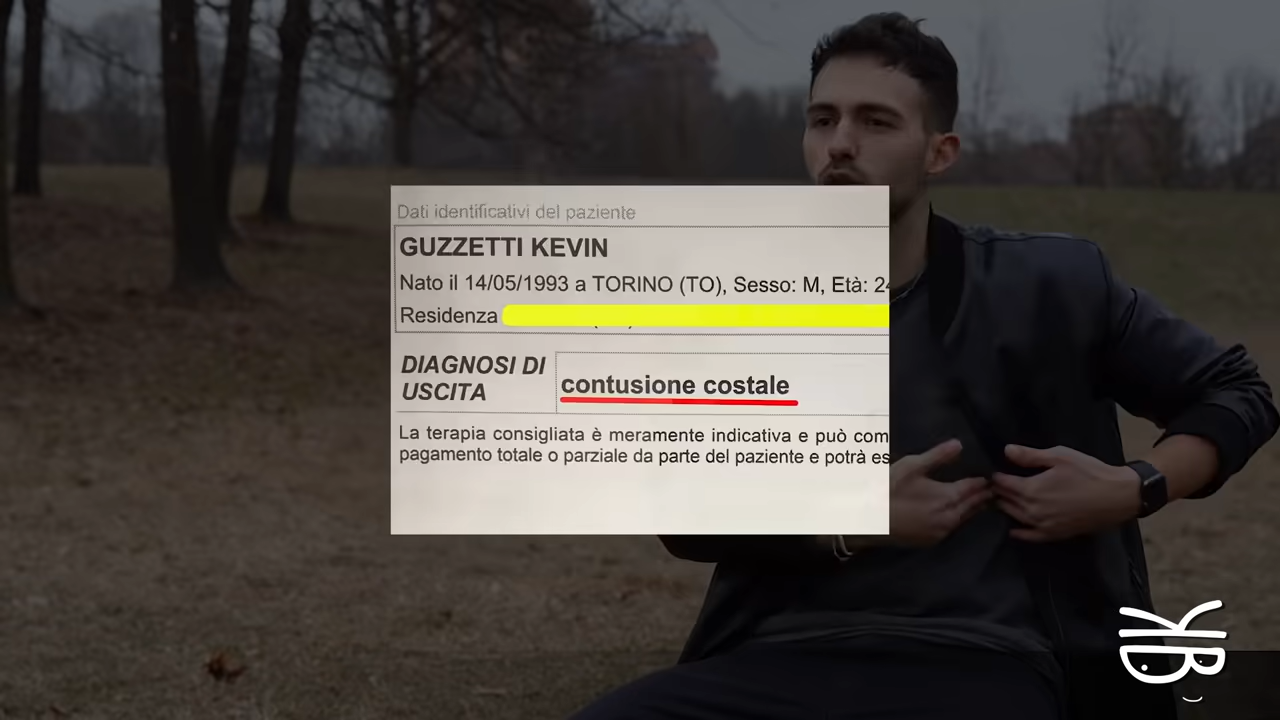 Dati identificativi del paziente
GUZZETTI KEVIN
Nato il 14/05/1993 a TORINO (TO), Sesso: M, Età: 24
Residenza
DIAGNOSI DI
USCITA
contusione costale
La terapia consigliata è meramente indicativa e può com
pagamento totale o parziale da parte del paziente e potrà es